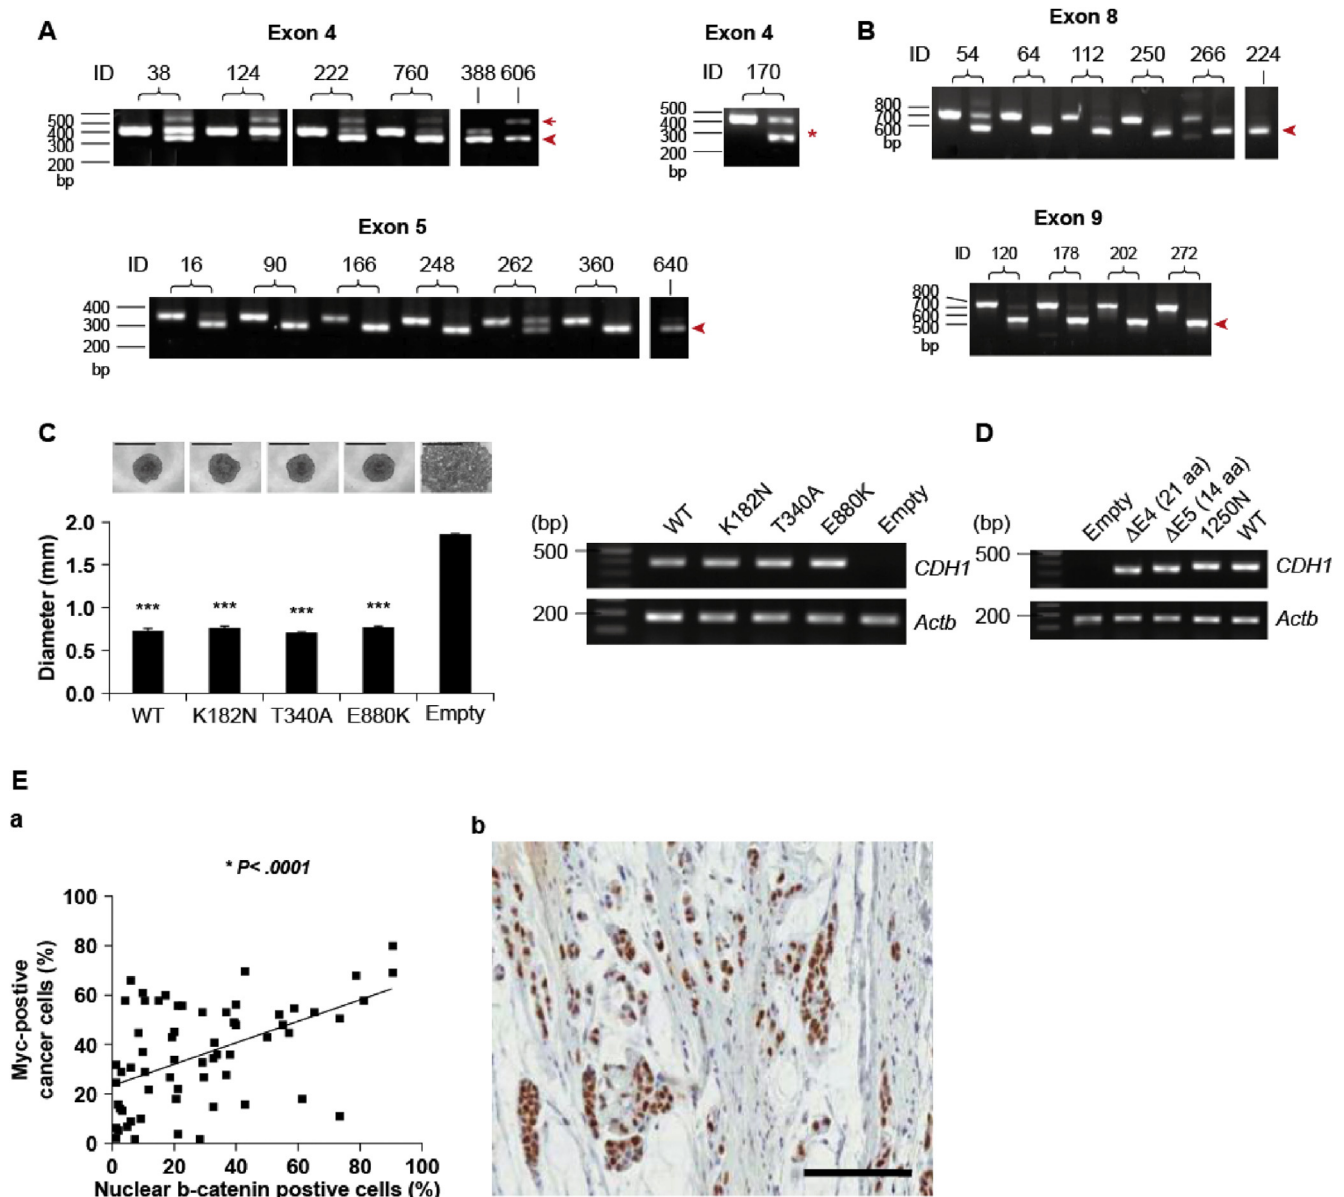 A
Exon 4
ID 38 124 222 760 388 606
500
400
300
200
bp
Exon 4
ID 170
500
400
300
200
bp
*
B
Exon 8
ID 54 64 112 250 266 224
800
700
600
bp
Exon 5
ID 16 90 166 248 262 360 640
400
300
200
bp
Exon 9
ID 120 178 202 272
800
700
600
500
bp
C
2.0
1.5
1.0
0.5
0.0
Diameter (mm)
*** *** *** ***
WT K182N T340A E880K Empty
(bp) WT K182N T340A E880K Empty
500 CDH1
200 Actb
D
(bp) Empty ΔE4 (21 aa) ΔE5 (14 aa) 1250N WT
500 CDH1
200 Actb
E
a
* P< .0001
Myc-postive
cancer cells (%)
100
80
60
40
20
0
0 20 40 60 80 100
Nuclear b-catenin postive cells (%)
b